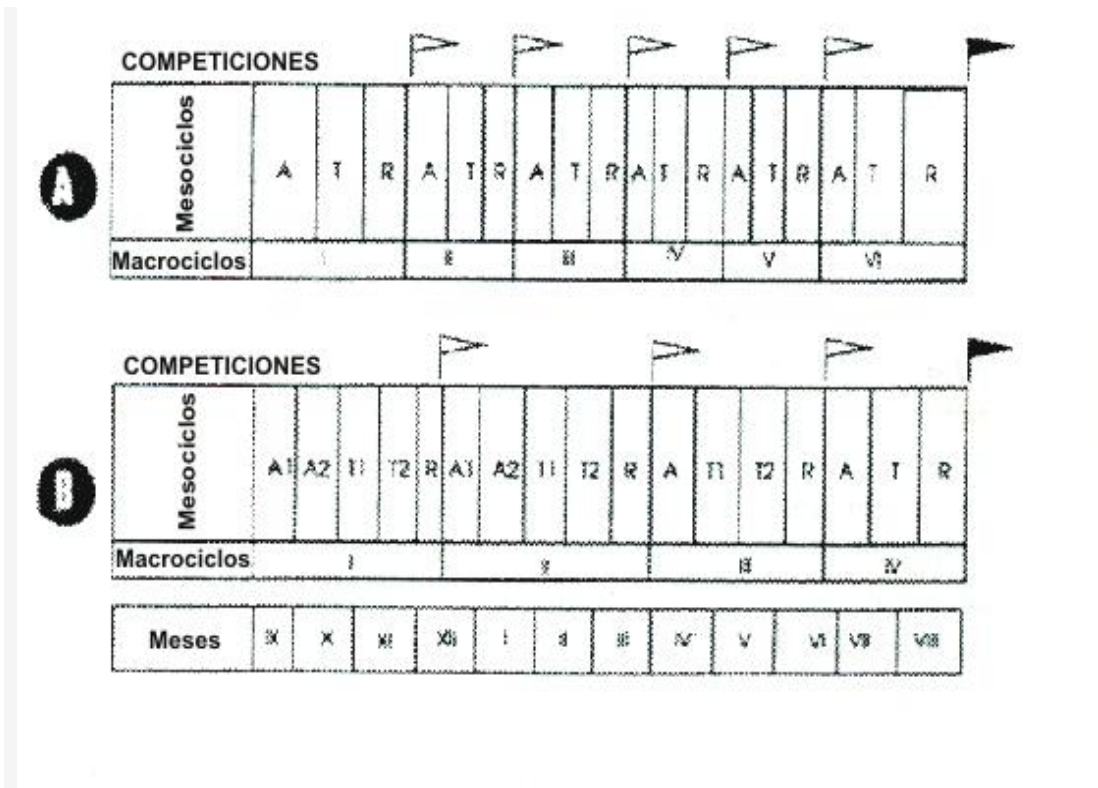 COMPETICIONES
A
Mesociclos
A T R A T R A T R A T R A T R A T R
Macrociclos II III IV V VI
COMPETICIONES
B
Mesociclos
A1 A2 T1 T2 R A1 A2 T1 T2 R A T1 T2 R A T R
Macrociclos I II III IV
Meses IX X XI XII I II III IV V VI VII VIII